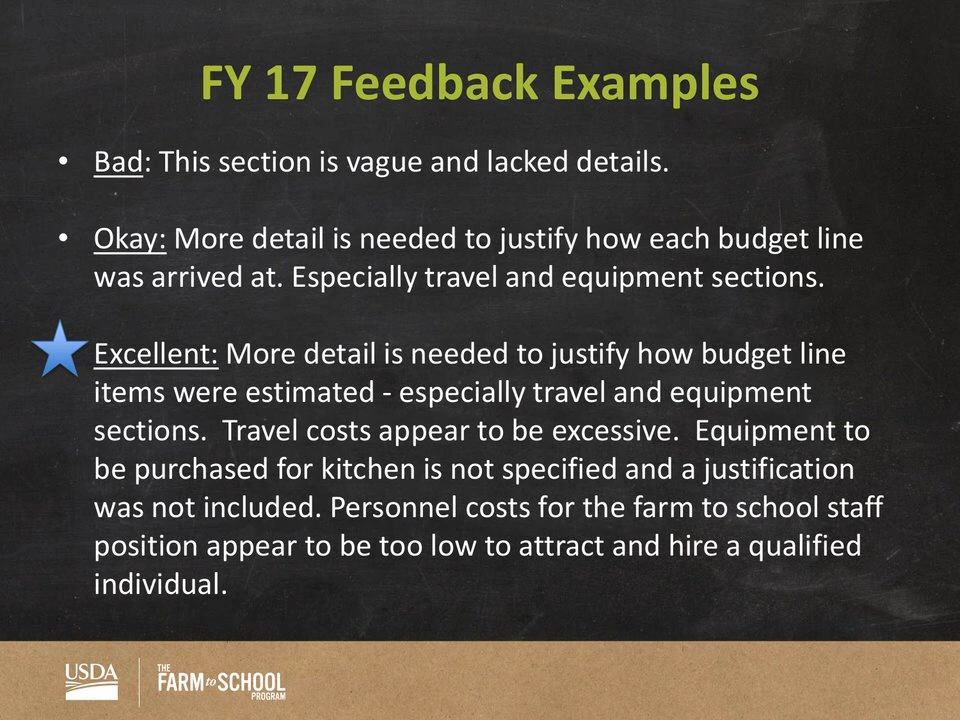 FY 17 Feedback Examples
• Bad: This section is vague and lacked details.
• Okay: More detail is needed to justify how each budget line
was arrived at. Especially travel and equipment sections.
Excellent: More detail is needed to justify how budget line
items were estimated - especially travel and equipment
sections.  Travel costs appear to be excessive.  Equipment to
be purchased for kitchen is not specified and a justification
was not included. Personnel costs for the farm to school staff
position appear to be too low to attract and hire a qualified
individual.
USDA
THE
FARM to SCHOOL
PROGRAM